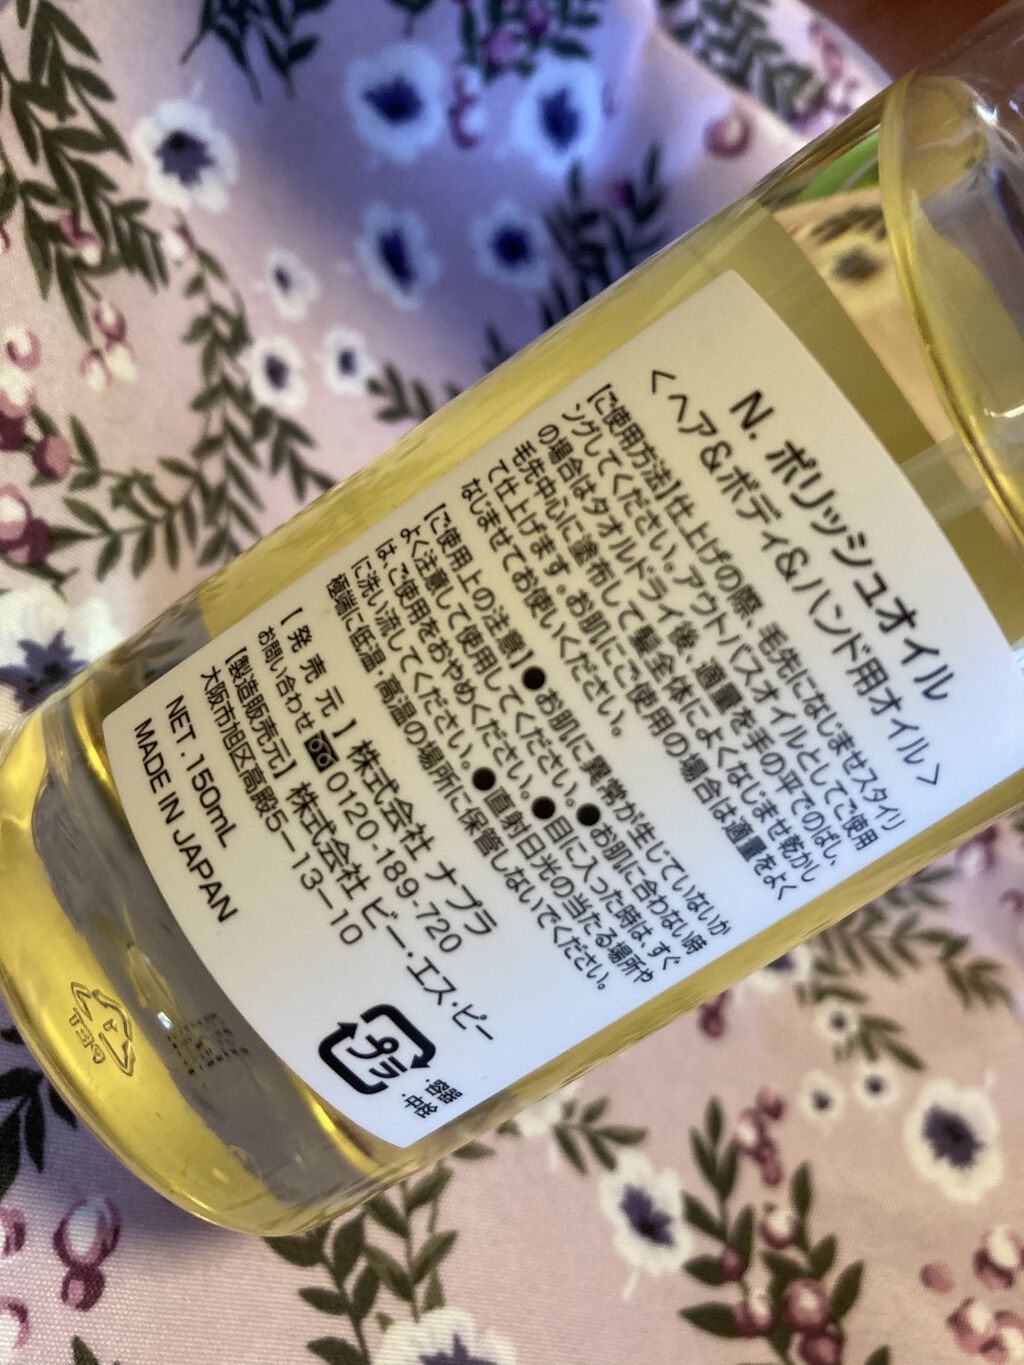 N. ポリッシュオイル
＜ヘア&ボディ&ハンド用オイル＞
【ご使用方法】仕上げの際、毛先になじませスタイリ
ングしてください。アウトバスオイルとしてご使用
の場合はタオルドライ後、適量を手の平でのばし、
毛先中心に塗布して髪全体によくなじませ乾かし
て仕上げます。お肌にご使用の場合は適量をよく
なじませてお使いください。
【ご使用上の注意】●お肌に異常が生じていないか
よく注意して使用してください。●お肌に合わない時
は、ご使用をおやめください。●目に入った時は、すぐ
に洗い流してください。●直射日光の当たる場所や
極端に低温・高温の場所に保管しないでください。
【発売元】株式会社 ナプラ
お問い合わせ 0120-189-720
【製造販売元】株式会社 ビー・エス・ピー
大阪市旭区高殿5-13-10
NET.150mL
MADE IN JAPAN
プラ
・容器
・中栓
PET